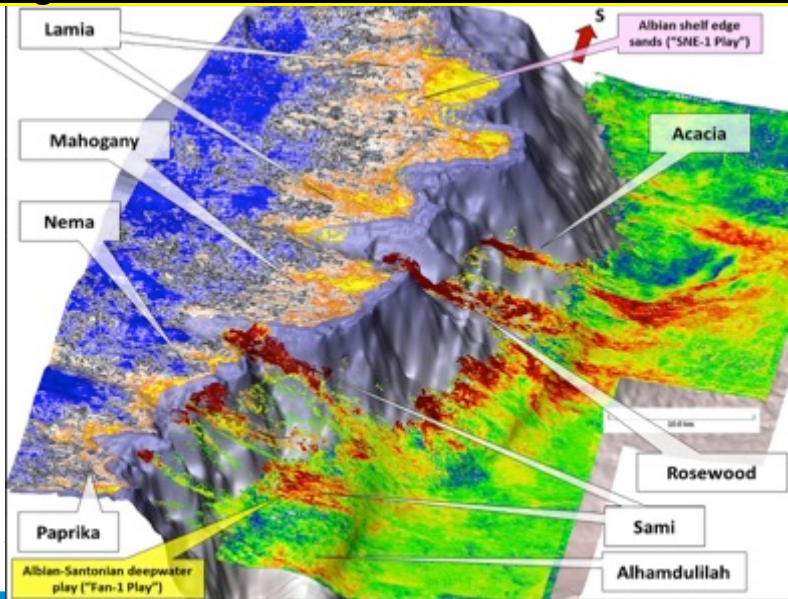 Lamia
S
Albian shelf edge
sands ("SNE-1 Play")
Mahogany
Acacia
Nema
Rosewood
Paprika
Sami
Albian-Santonian deepwater
play ("Fan-1 Play")
Alhamdulilah